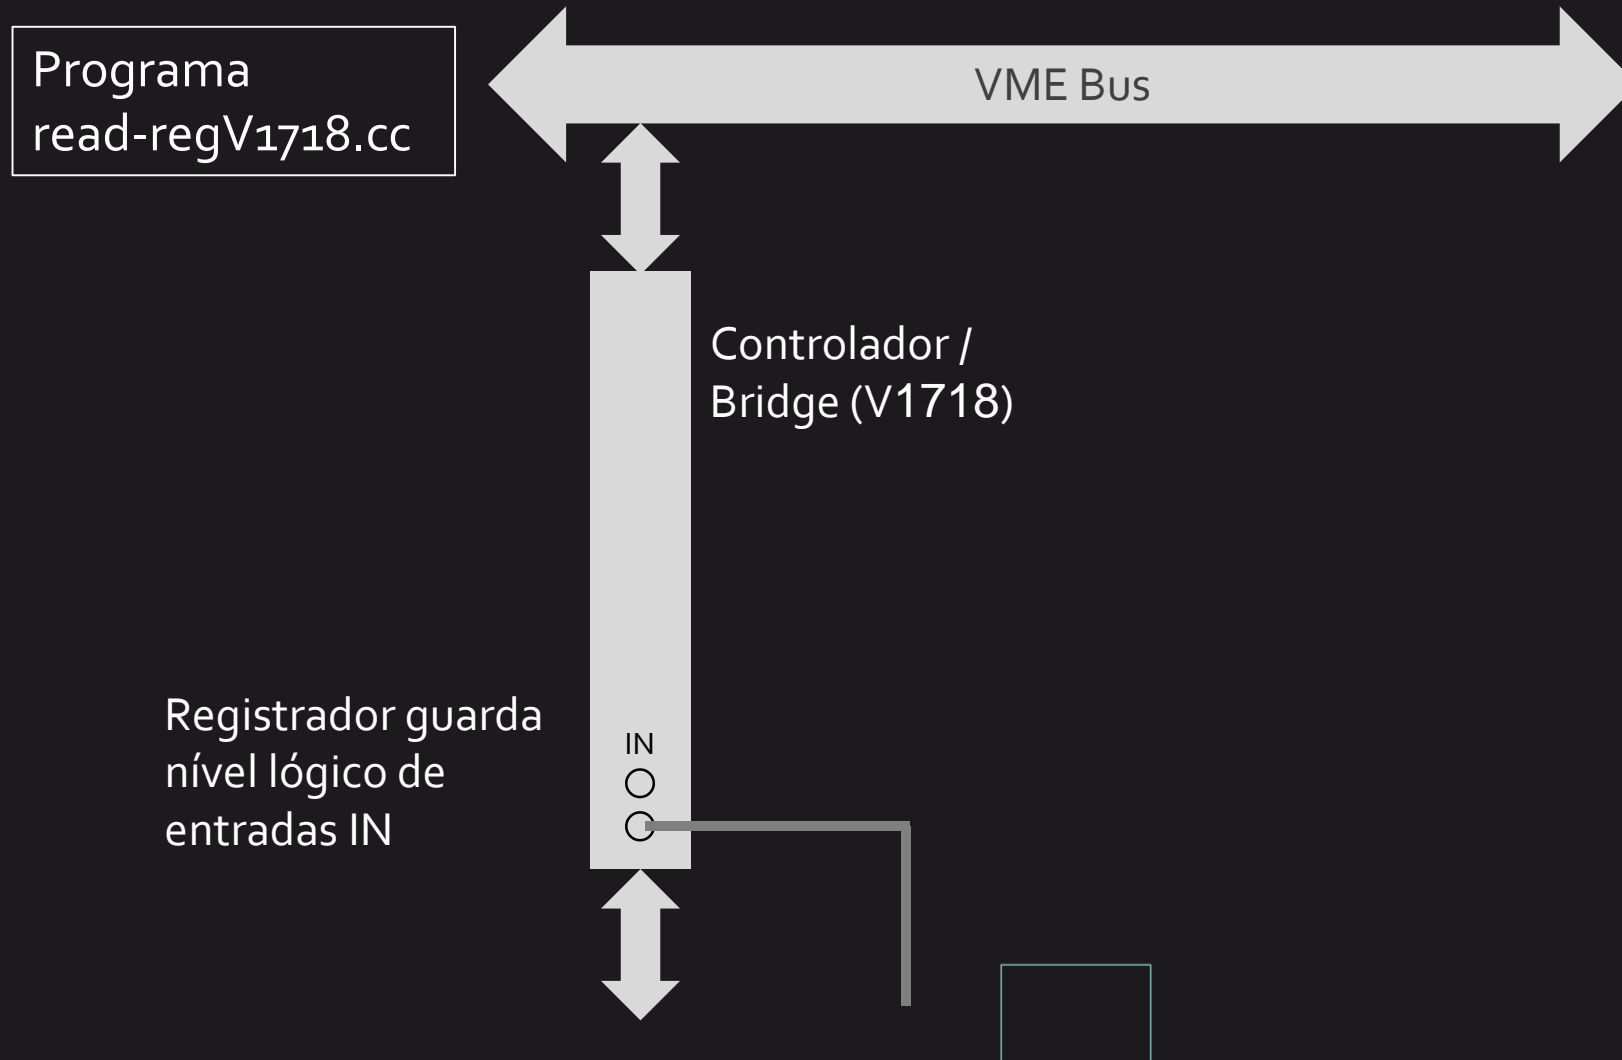 Programa
read-regV1718.cc
VME Bus
Controlador /
Bridge (V1718)
Registrador guarda
nível lógico de
entradas IN
IN